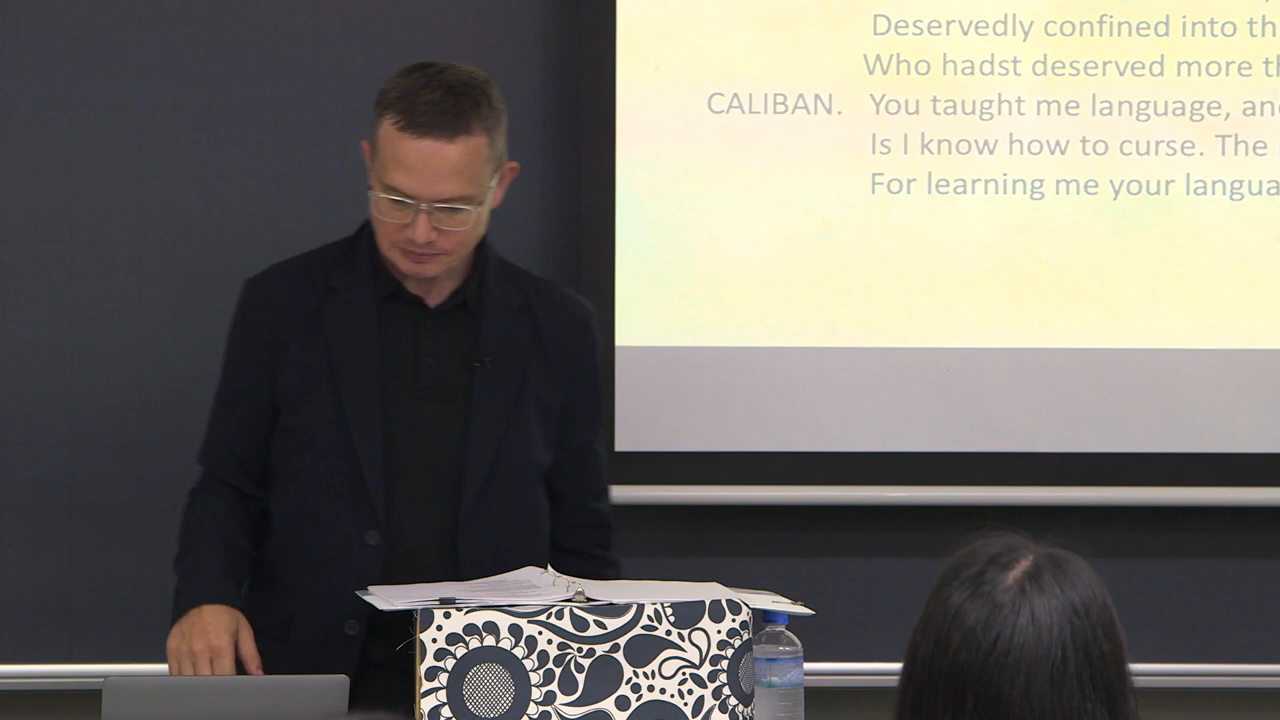 Deservedly confined into th
Who hadst deserved more th
CALIBAN. You taught me language, an
Is I know how to curse. The
For learning me your langua